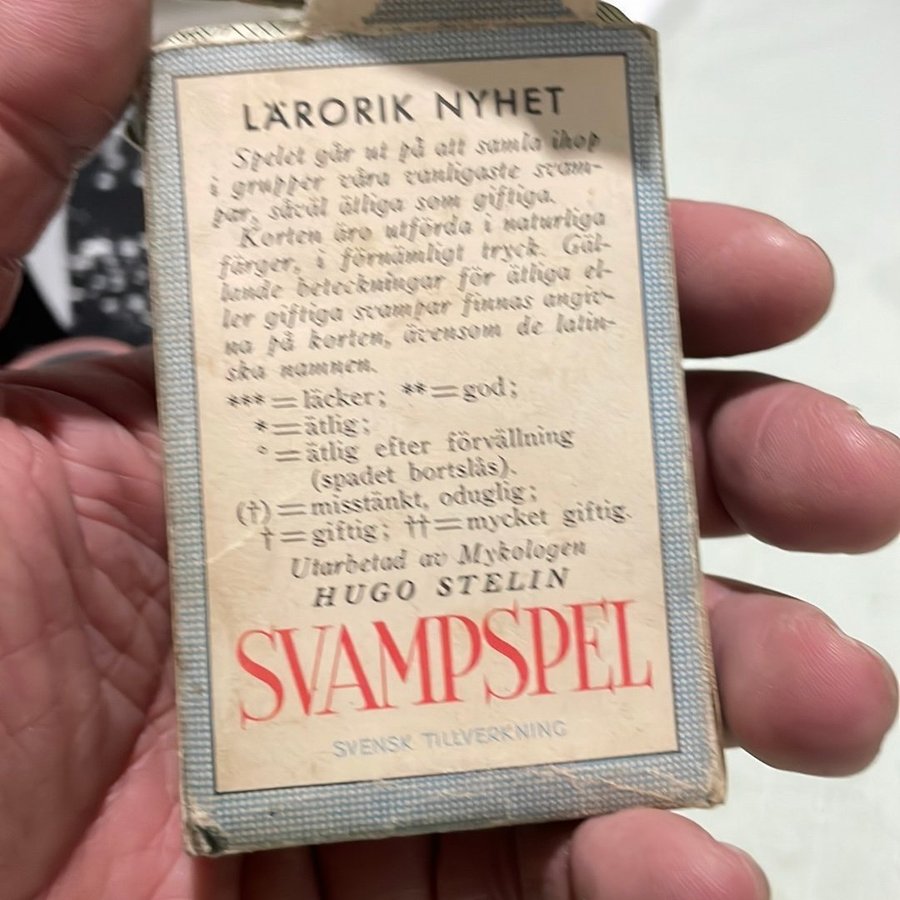 LÄRORIK NYHET
Spelet går ut på att samla ihop
i grupper våra vanligaste svam-
par, såväl ätliga som giftiga.
Korten äro utförda i naturliga
färger, i förnämligt tryck. Gäl-
lande beteckningar för ätliga el-
ler giftiga svampar finnas angiv-
na på korten, ävensom de latin-
ska namnen.
***=läcker; **=god;
*=ätlig;
°=ätlig efter förvällning
(spadet bortslås).
(†)=misstänkt, oduglig;
†=giftig; ††=mycket giftig.
Utarbetad av Mykologen
HUGO STELIN
SVAMPSPEL
SVENSK TILLVERKNING